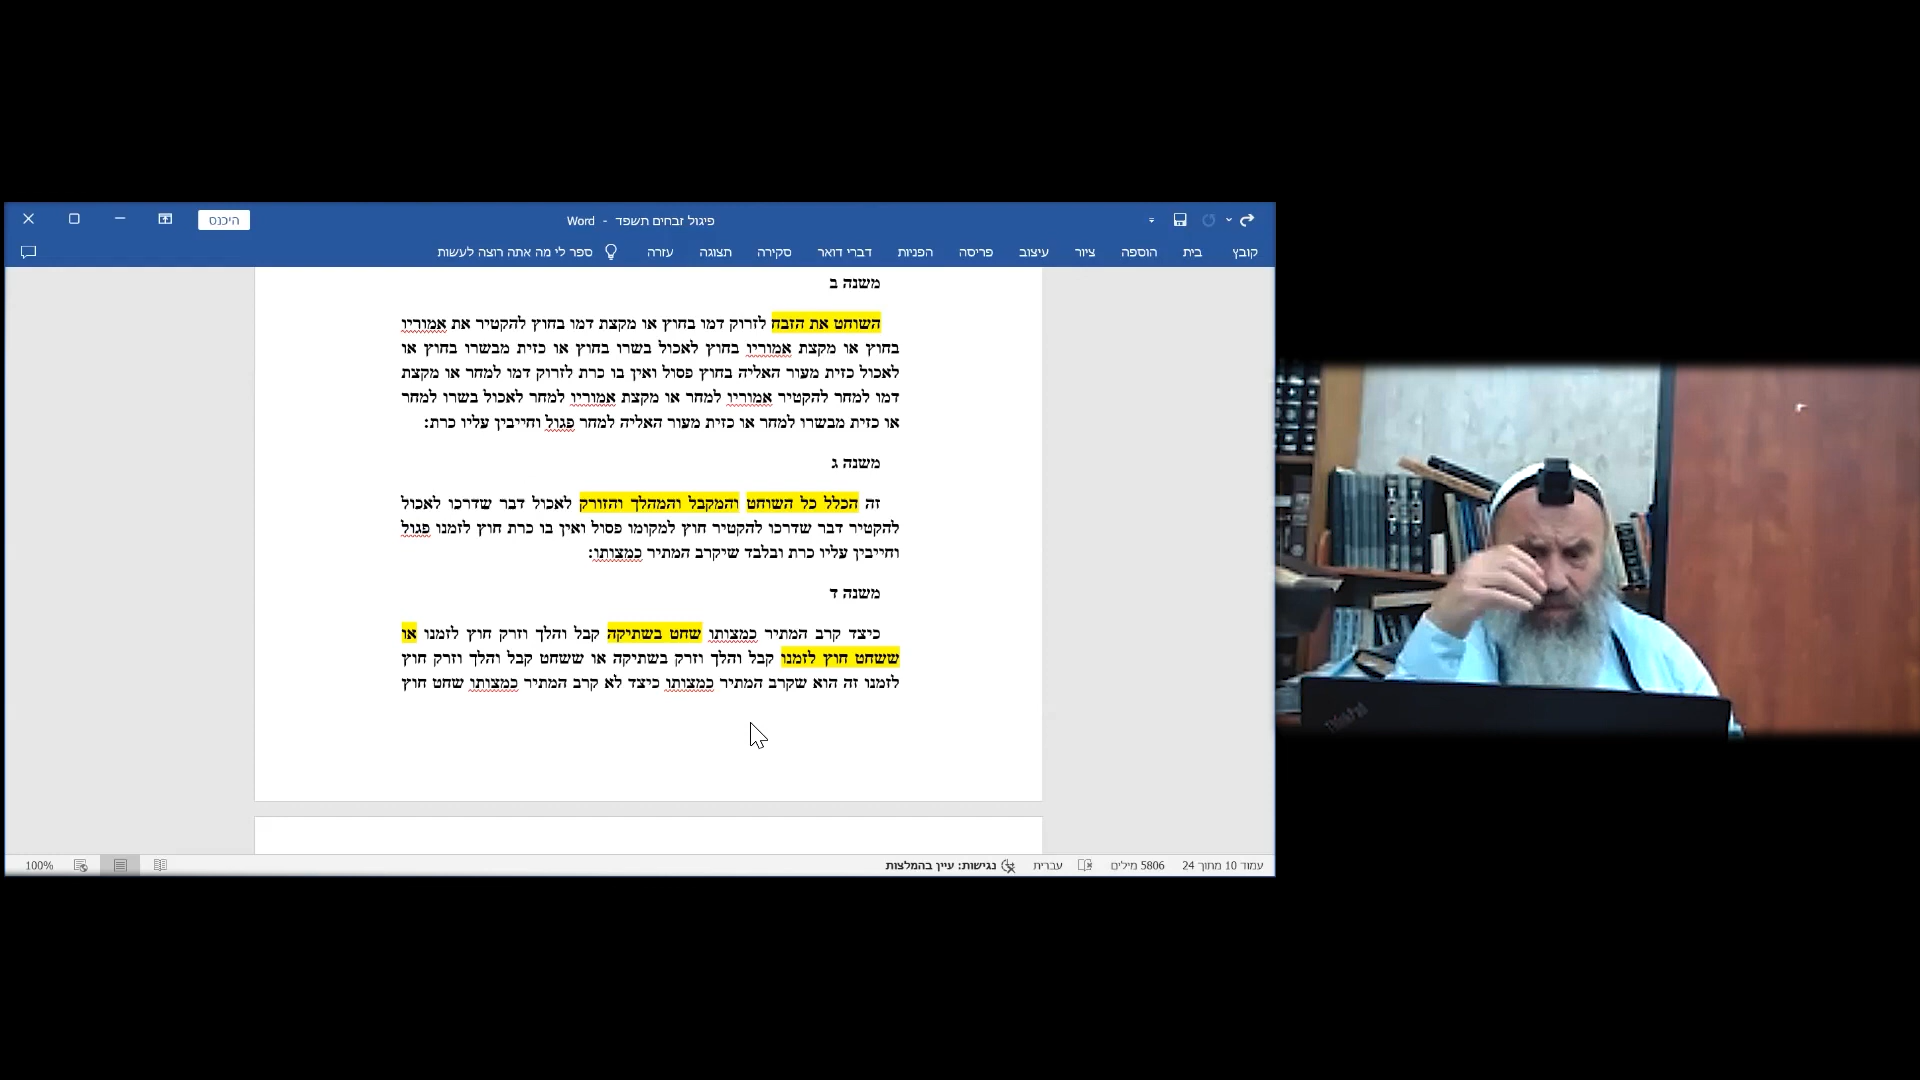 פיגול זבחים תשפד - Word
היכנס
קובץ בית הוספה ציור עיצוב פריסה הפניות דברי דואר סקירה תצוגה עזרה ספר לי מה אתה רוצה לעשות
משנה ב
השוחט את הזבח לזרוק דמו בחוץ או מקצת דמו בחוץ להקטיר את אמוריו
בחוץ או מקצת אמוריו בחוץ לאכול בשרו בחוץ או כזית מבשרו בחוץ או
לאכול כזית מעור האליה בחוץ פסול ואין בו כרת לזרוק דמו למחר או מקצת
דמו למחר להקטיר אמוריו למחר או מקצת אמוריו למחר לאכול בשרו למחר
או כזית מבשרו למחר או כזית מעור האליה למחר פגול וחייבין עליו כרת:
משנה ג
זה הכלל כל השוחט והמקבל והמהלך והזורק לאכול דבר שדרכו לאכול
להקטיר דבר שדרכו להקטיר חוץ למקומו פסול ואין בו כרת חוץ לזמנו פגול
וחייבין עליו כרת ובלבד שיקרב המתיר כמצותו:
משנה ד
כיצד קרב המתיר כמצותו שחט בשתיקה קבל והלך וזרק חוץ לזמנו או
ששחט חוץ לזמנו קבל והלך וזרק בשתיקה או ששחט קבל והלך וזרק חוץ
לזמנו זה הוא שקרב המתיר כמצותו כיצד לא קרב המתיר כמצותו שחט חוץ
עמוד 10 מתוך 24 5806 מילים עברית נגישות: עיין בהמלצות 100%
ThinkPad